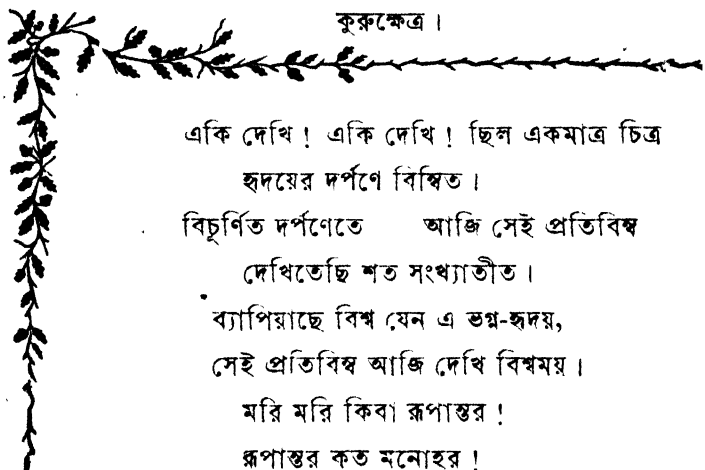 কুরুক্ষেত্র।
একি দেখি! একি দেখি! ছিল একমাত্র চিত্র
হৃদয়ের দর্পণে বিম্বিত।
বিচূর্ণিত দর্পণেতে আজি সেই প্রতিবিম্ব
দেখিতেছি শত সংখ্যাতীত।
ব্যাপিয়াছে বিশ্ব যেন এ ভগ্ন-হৃদয়,
সেই প্রতিবিম্ব আজি দেখি বিশ্বময়।
মরি মরি কিবা রূপান্তর!
রূপান্তর কত মনোহর!